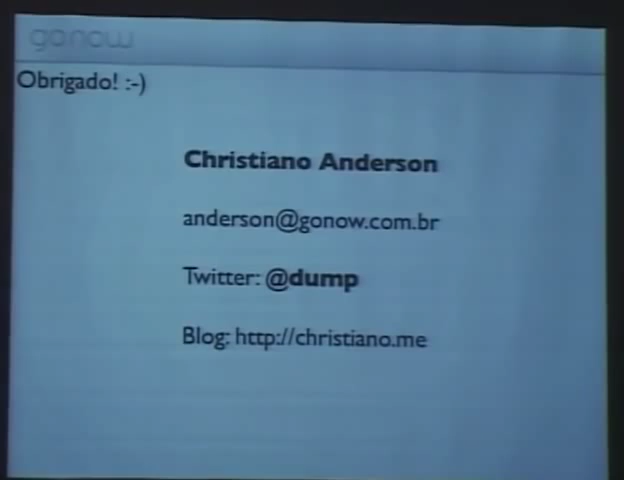 gonow
Obrigado! :-)
Christiano Anderson
anderson@gonow.com.br
Twitter: @dump
Blog: http://christiano.me